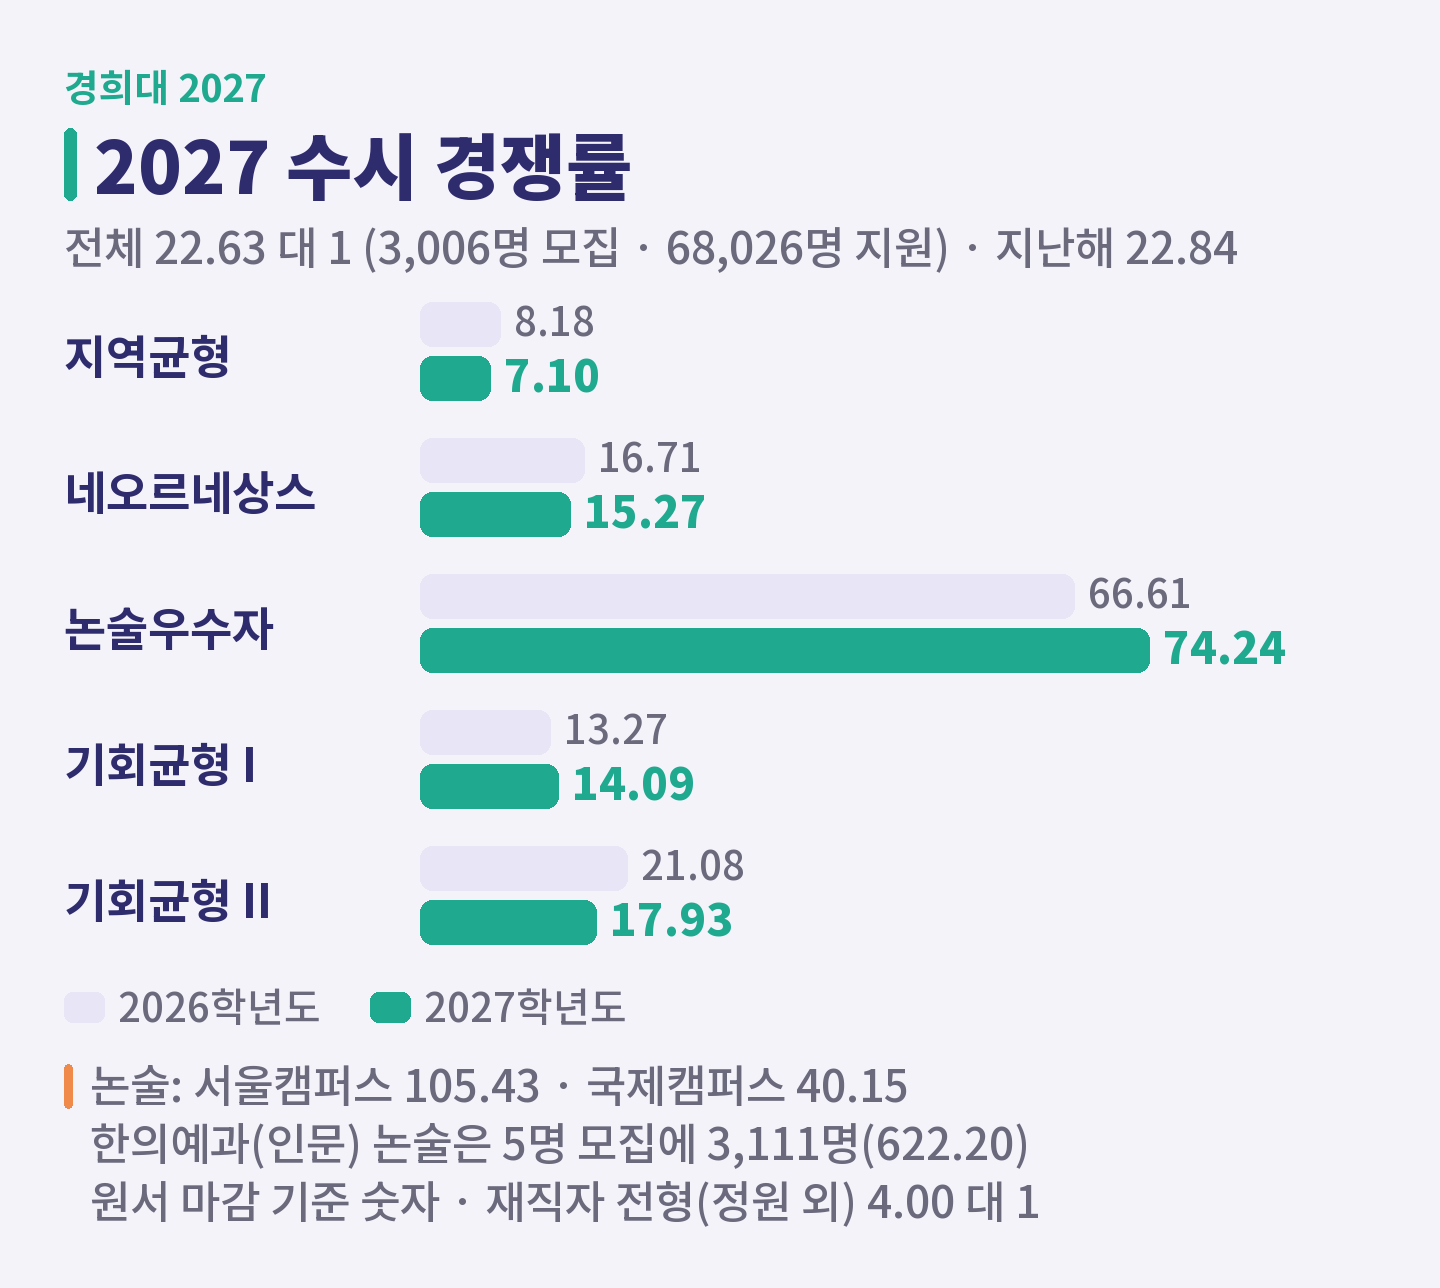 경희대 2027
2027 수시 경쟁률
전체 22.63 대 1 (3,006명 모집 · 68,026명 지원) · 지난해 22.84
지역균형
8.18
7.10
네오르네상스
16.71
15.27
논술우수자
66.61
74.24
기회균형 I
13.27
14.09
기회균형 II
21.08
17.93
2026학년도 2027학년도
논술: 서울캠퍼스 105.43 · 국제캠퍼스 40.15
한의예과(인문) 논술은 5명 모집에 3,111명(622.20)
원서 마감 기준 숫자 · 재직자 전형(정원 외) 4.00 대 1